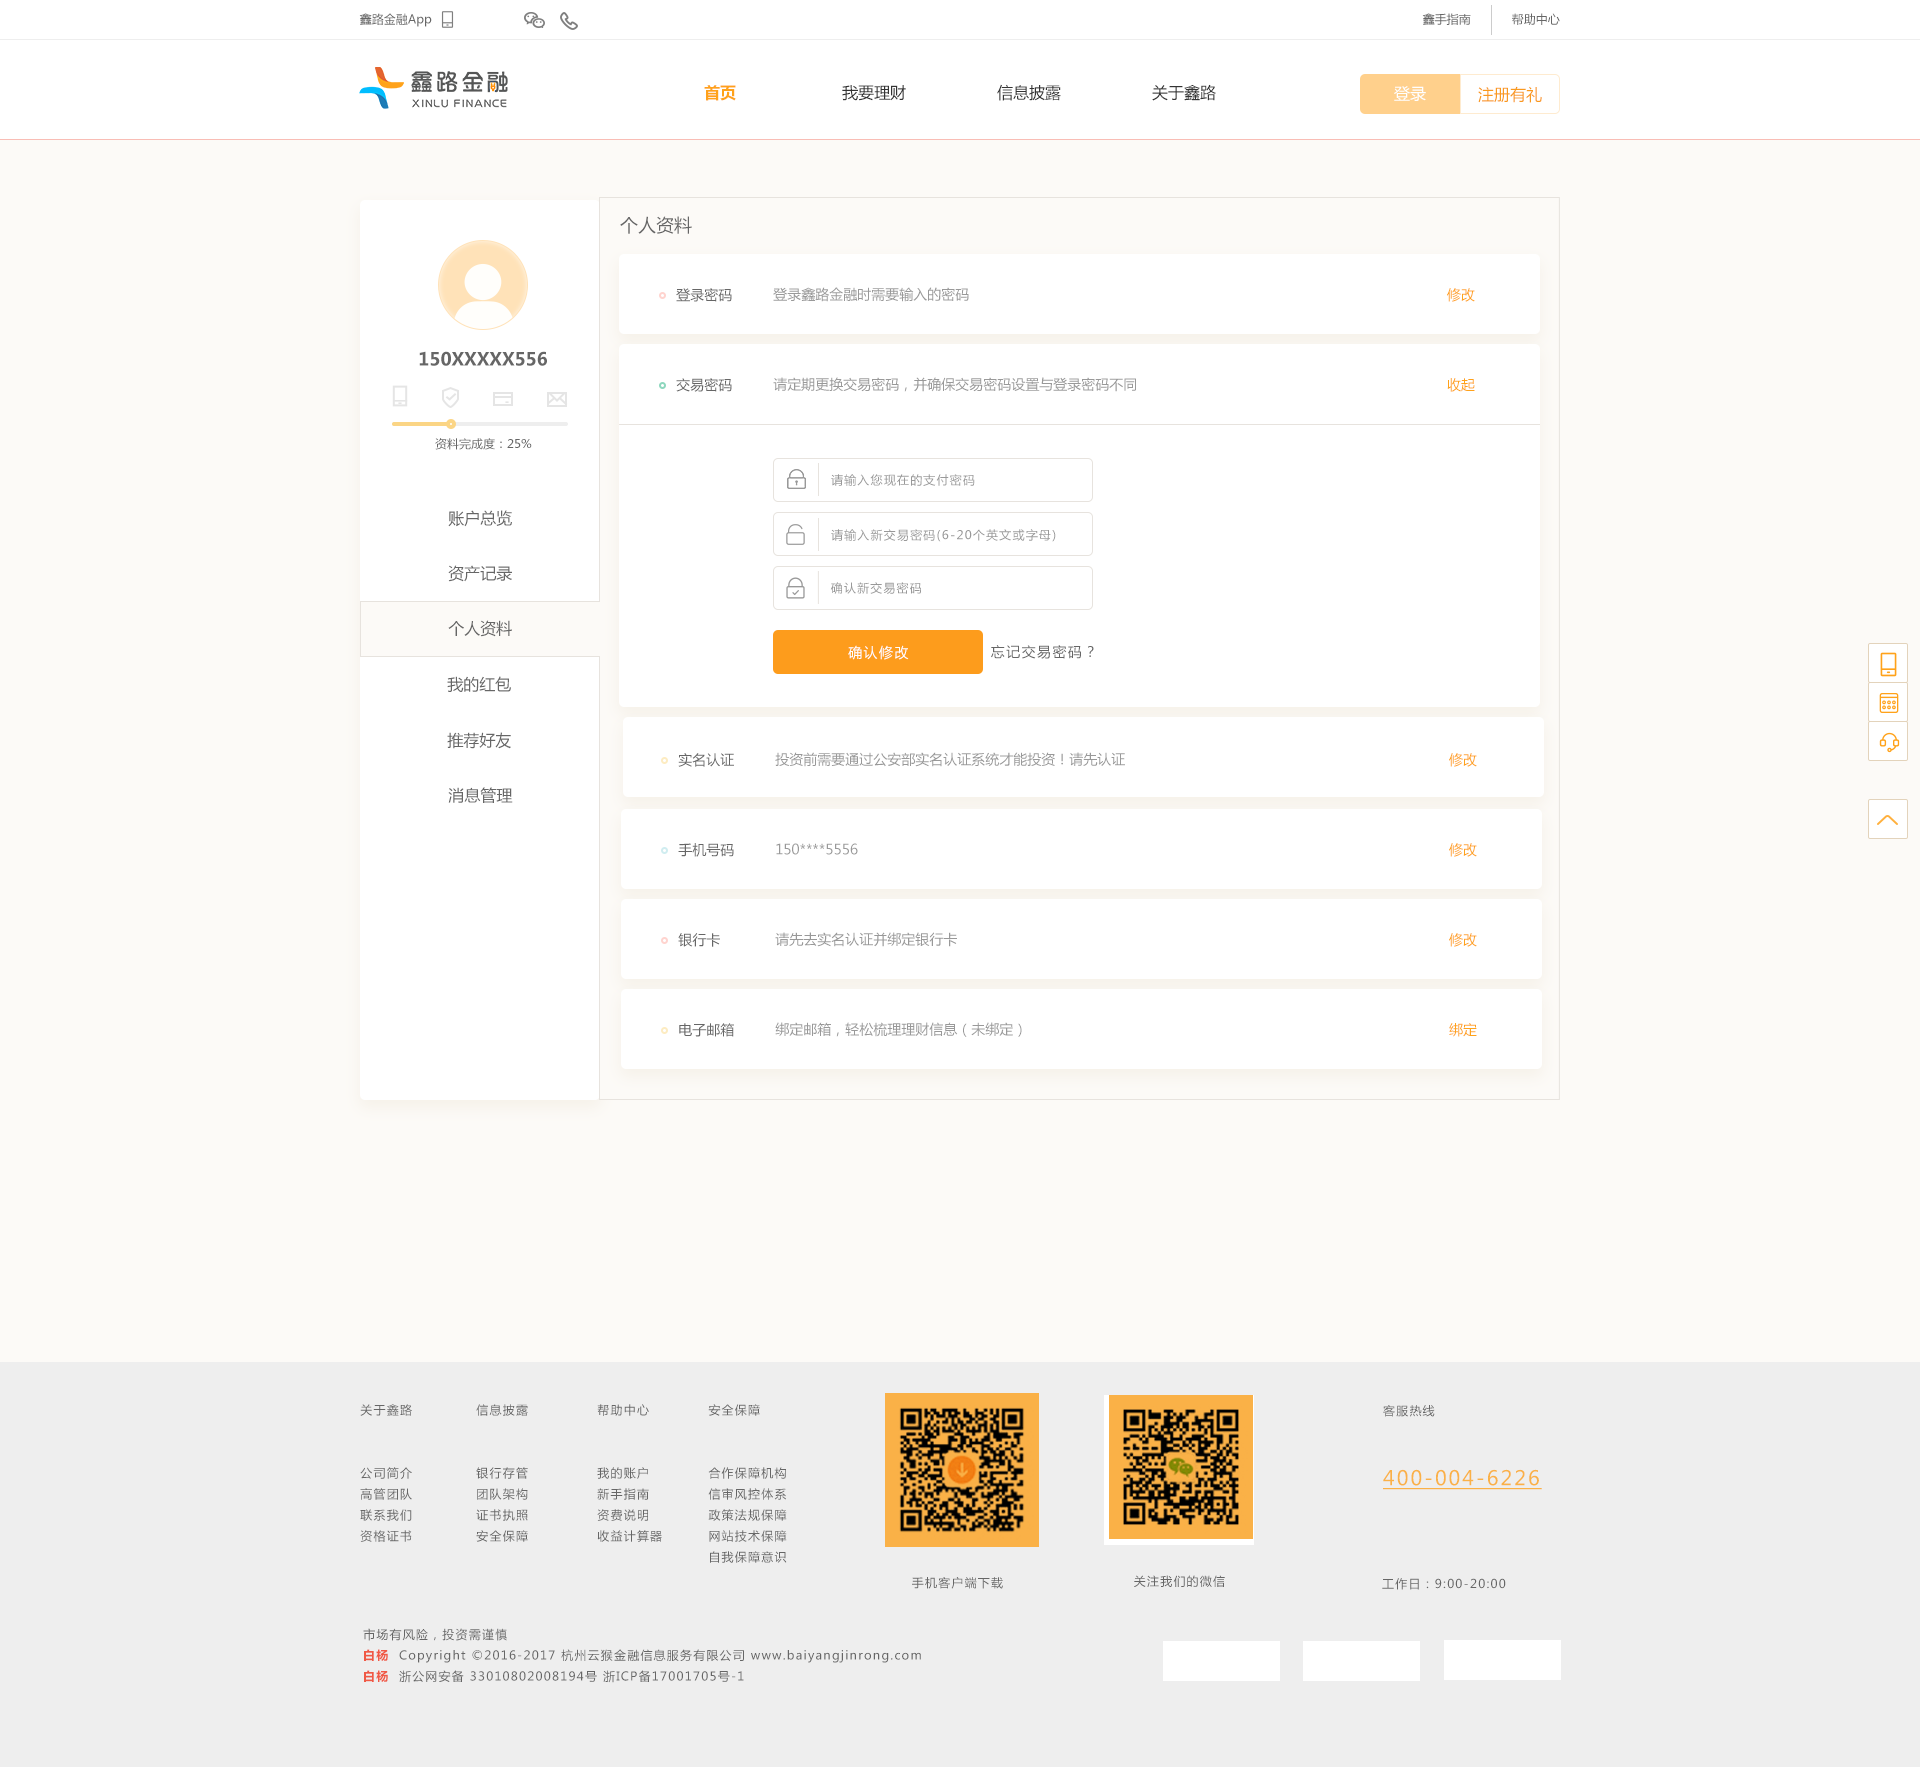 鑫路金融App
鑫手指南
帮助中心
鑫路金融
XINLU FINANCE
首页
我要理财
信息披露
关于鑫路
登录
注册有礼
150XXXXX556
资料完成度：25%
账户总览
资产记录
个人资料
我的红包
推荐好友
消息管理
个人资料
登录密码
登录鑫路金融时需要输入的密码
修改
交易密码
请定期更换交易密码，并确保交易密码设置与登录密码不同
收起
请输入您现在的支付密码
请输入新交易密码(6-20个英文或字母)
确认新交易密码
确认修改
忘记交易密码？
实名认证
投资前需要通过公安部实名认证系统才能投资！请先认证
修改
手机号码
150****5556
修改
银行卡
请先去实名认证并绑定银行卡
修改
电子邮箱
绑定邮箱，轻松梳理理财信息（未绑定）
绑定
关于鑫路
公司简介
高管团队
联系我们
资格证书
信息披露
银行存管
团队架构
证书执照
安全保障
帮助中心
我的账户
新手指南
资费说明
收益计算器
安全保障
合作保障机构
信审风控体系
政策法规保障
网站技术保障
自我保障意识
手机客户端下载
关注我们的微信
客服热线
400-004-6226
工作日：9:00-20:00
市场有风险，投资需谨慎
白杨 Copyright ©2016-2017 杭州云猴金融信息服务有限公司 www.baiyangjinrong.com
白杨 浙公网安备 33010802008194号 浙ICP备17001705号-1